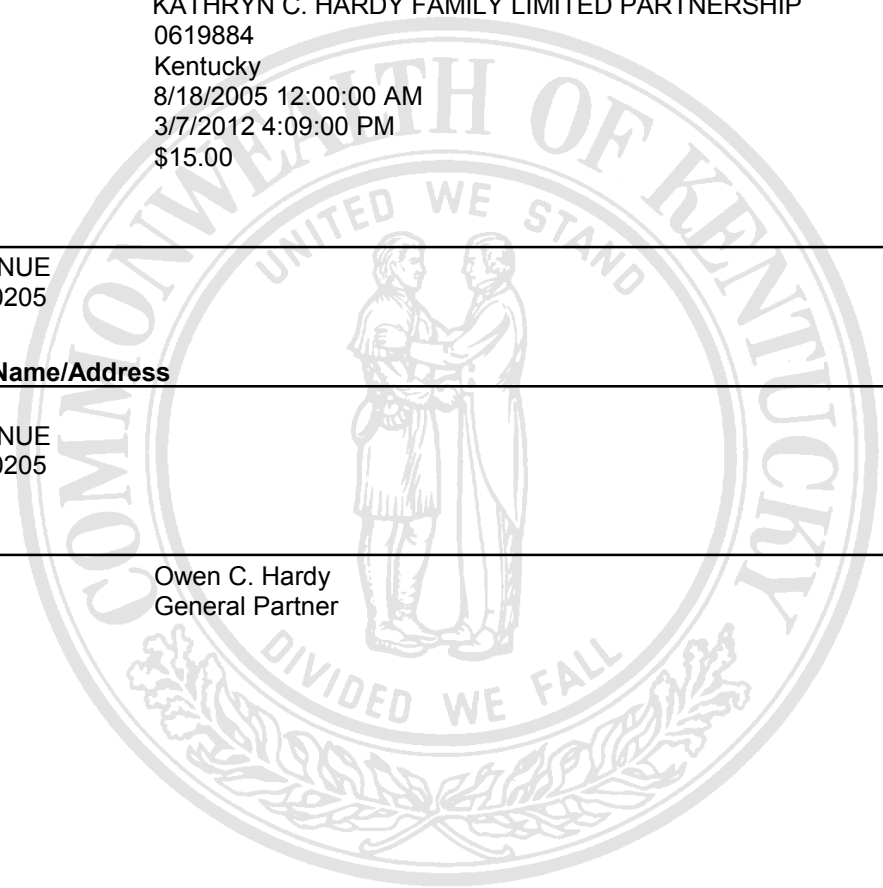 KATHRYN C. HARDY FAMILY LIMITED PARTNERSHIP
0619884
Kentucky
8/18/2005 12:00:00 AM
3/7/2012 4:09:00 PM
$15.00
COMMONWEALTH OF KENTUCKY
UNITED WE STAND
NUE
0205
Name/Address
NUE
0205
Owen C. Hardy
General Partner
DIVIDED WE FALL